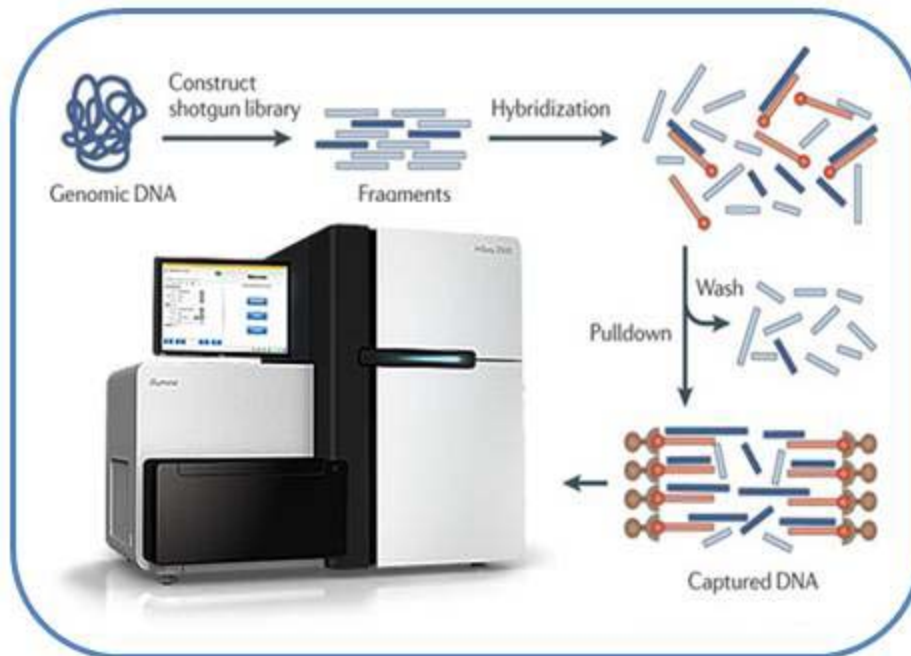 Construct
shotgun library
Hybridization
Genomic DNA
Fragments
Wash
Pulldown
Captured DNA